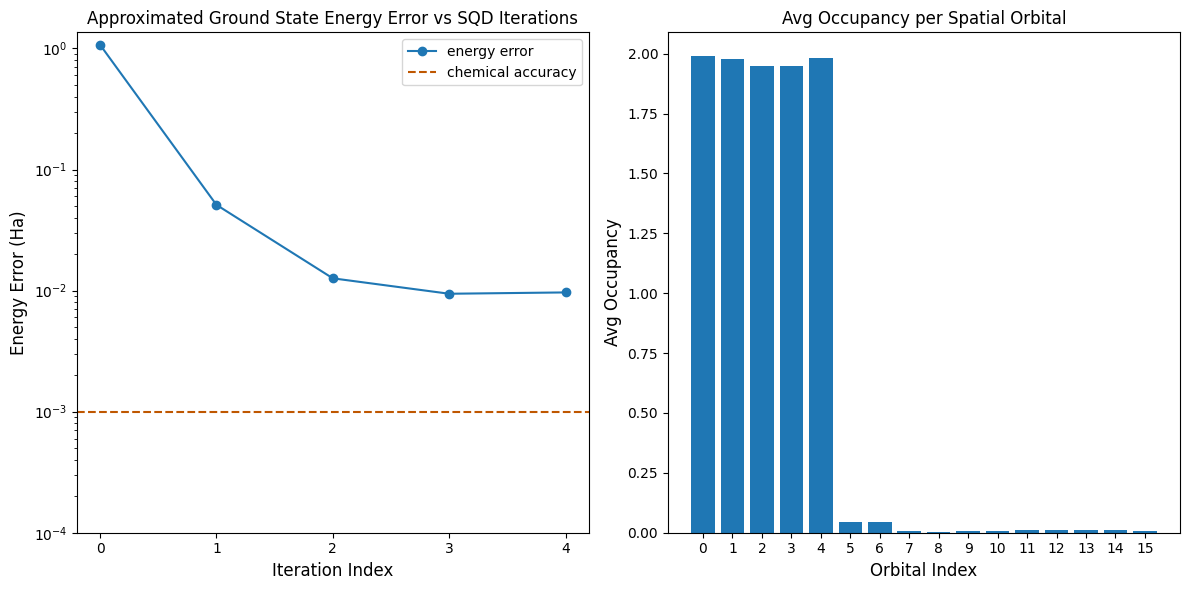 Approximated Ground State Energy Error vs SQD Iterations
energy error
chemical accuracy
10^0
10^-1
10^-2
10^-3
10^-4
Energy Error (Ha)
0 1 2 3 4
Iteration Index
Avg Occupancy per Spatial Orbital
2.00
1.75
1.50
1.25
1.00
0.75
0.50
0.25
0.00
Avg Occupancy
0 1 2 3 4 5 6 7 8 9 10 11 12 13 14 15
Orbital Index